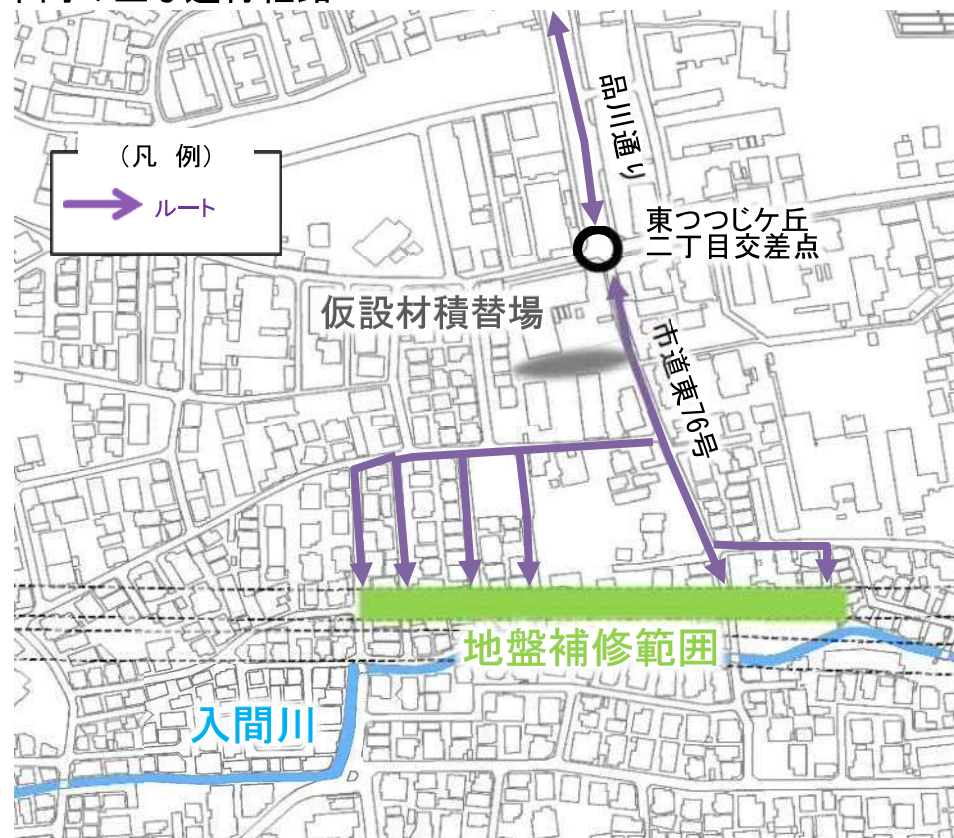 品川通り
(凡 例)
ルート
東つつじケ丘
二丁目交差点
仮設材積替場
市道東76号
地盤補修範囲
入間川